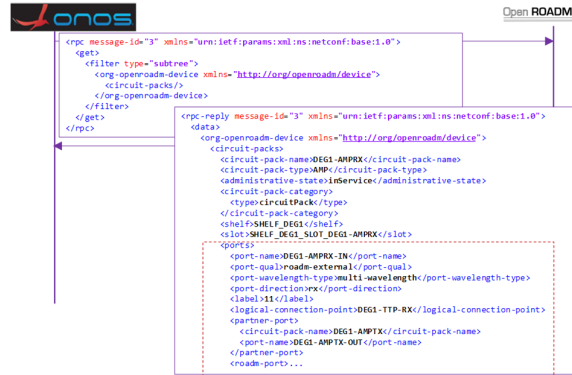 onos
Open ROADM
<rpc message-id="3" xmlns="urn:ietf:params:xml:ns:netconf:base:1.0">
<get>
<filter type="subtree">
<org-openroadm-device xmlns="http://org/openroadm/device">
<circuit-packs/>
</org-openroadm-device>
</filter>
</get>
</rpc>
<rpc-reply message-id="3" xmlns="urn:ietf:params:xml:ns:netconf:base:1.0">
<data>
<org-openroadm-device xmlns="http://org/openroadm/device">
<circuit-packs>
<circuit-pack-name>DEG1-AMPRX</circuit-pack-name>
<circuit-pack-type>AMP</circuit-pack-type>
<administrative-state>inService</administrative-state>
<circuit-pack-category>
<type>circuitPack</type>
</circuit-pack-category>
<shelf>SHELF_DEG1</shelf>
<slot>SHELF_DEG1_SLOT_DEG1-AMPRX</slot>
<ports>
<port-name>DEG1-AMPRX-IN</port-name>
<port-qual>roadm-external</port-qual>
<port-wavelength-type>multi-wavelength</port-wavelength-type>
<port-direction>rx</port-direction>
<label>11</label>
<logical-connection-point>DEG1-TTP-RX</logical-connection-point>
<partner-port>
<circuit-pack-name>DEG1-AMPTX</circuit-pack-name>
<port-name>DEG1-AMPTX-OUT</port-name>
</partner-port>
<roadm-port>...